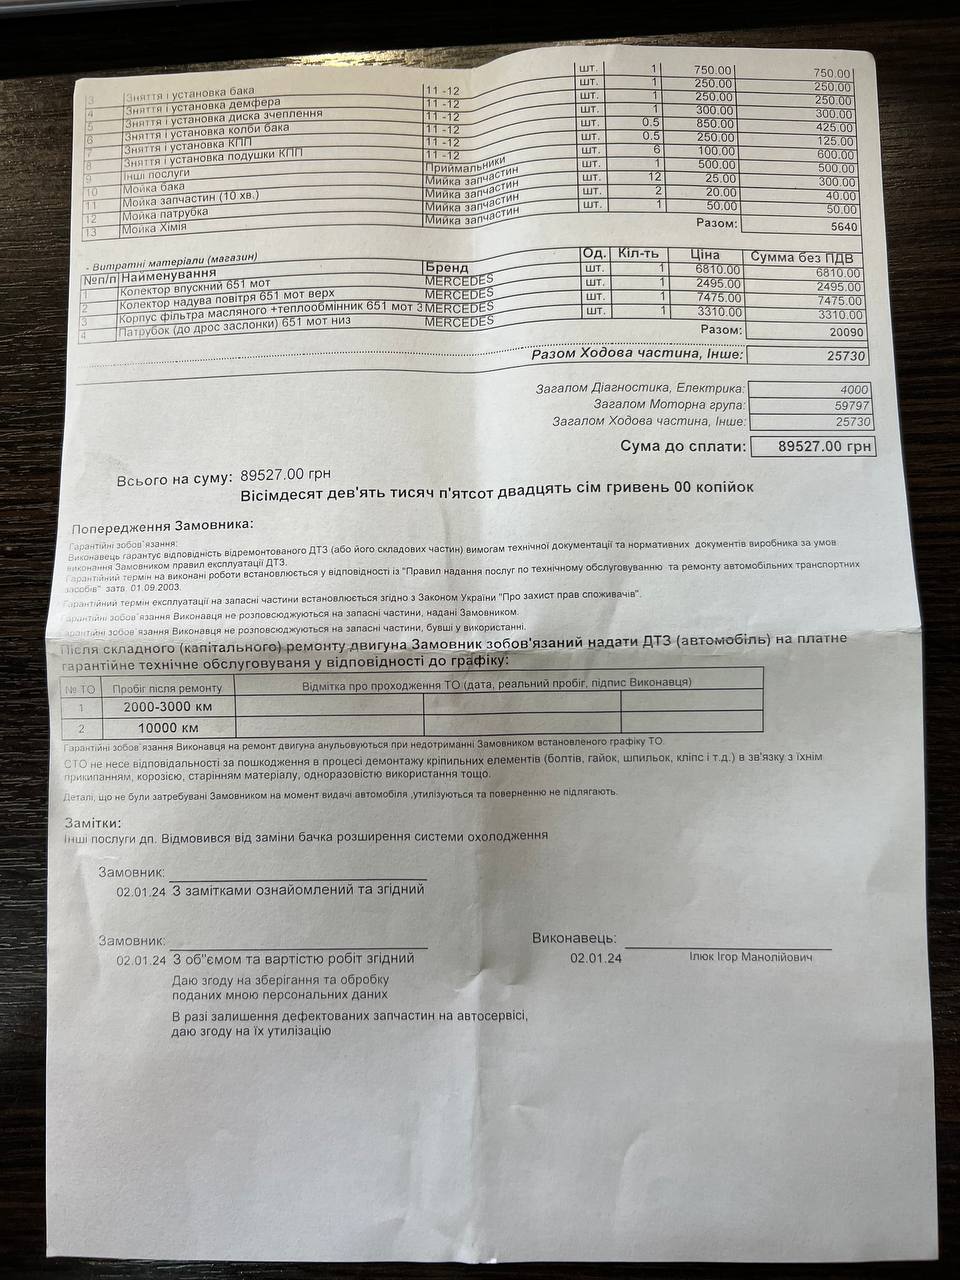 3 Зняття і установка бака 11 -12 шт. 1 750.00 750.00
4 Зняття і установка демфера 11 -12 шт. 1 250.00 250.00
5 Зняття і установка диска зчеплення 11 -12 шт. 1 250.00 250.00
6 Зняття і установка колби бака 11 -12 шт. 1 300.00 300.00
7 Зняття і установка КПП 11 -12 шт. 0.5 850.00 425.00
8 Зняття і установка подушки КПП 11 -12 шт. 0.5 250.00 125.00
9 Інші послуги Приймальники шт. 6 100.00 600.00
10 Мойка бака Мийка запчастин шт. 1 500.00 500.00
11 Мойка запчастин (10 хв.) Мийка запчастин шт. 12 25.00 300.00
12 Мойка патрубка Мийка запчастин шт. 2 20.00 40.00
13 Мойка Хімія Мийка запчастин шт. 1 50.00 50.00
Разом: 5640
- Витратні матеріали (магазин)
№п/п Найменування Бренд Од. Кіл-ть Ціна Сумма без ПДВ
1 Колектор впускний 651 мот MERCEDES шт. 1 6810.00 6810.00
2 Колектор надува повітря 651 мот верх MERCEDES шт. 1 2495.00 2495.00
3 Корпус фільтра масляного +теплообмінник 651 мот З MERCEDES шт. 1 7475.00 7475.00
4 Патрубок (до дрос заслонки) 651 мот низ MERCEDES шт. 1 3310.00 3310.00
Разом: 20090
Разом Ходова частина, Інше: 25730
Загалом Діагностика, Електрика: 4000
Загалом Моторна група: 59797
Загалом Ходова частина, Інше: 25730
Сума до сплати: 89527.00 грн
Всього на суму: 89527.00 грн
Вісімдесят дев'ять тисяч п'ятсот двадцять сім гривень 00 копійок
Попередження Замовника:
Гарантійні зобов`язання:
Виконавець гарантує відповідність відремонтованого ДТЗ (або його складових частин) вимогам технічної документації та нормативних документів виробника за умов
виконання Замовником правил експлуатації ДТЗ.
Гарантійний термін на виконані роботи встановлюється у відповідності із "Правил надання послуг по технічному обслуговуванню та ремонту автомобільних транспортних
засобів" затв. 01.09.2003.
Гарантійний термін експлуатації на запасні частини встановлюється згідно з Законом України "Про захист прав споживачів".
Гарантійні зобов`язання Виконавця не розповсюджуються на запасні частини, надані Замовником.
Гарантійні зобов`язання Виконавця не розповсюджуються на запасні частини, бувші у використанні.
Після складного (капітального) ремонту двигуна Замовник зобов'язаний надати ДТЗ (автомобіль) на платне
гарантійне технічне обслуговуваня у відповідності до графіку:
№ ТО Пробіг після ремонту Відмітка про проходження ТО (дата, реальний пробіг, підпис Виконавця)
1 2000-3000 км
2 10000 км
Гарантійні зобов`язання Виконавця на ремонт двигуна анульовуються при недотриманні Замовником встановленого графіку ТО.
СТО не несе відповідальності за пошкодження в процесі демонтажу кріпильних елементів (болтів, гайок, шпильок, кліпс і т.д.) в зв'язку з їхнім
прикипанням, корозією, старінням матеріалу, одноразовістю використання тощо.
Деталі, що не були затребувані Замовником на момент видачі автомобіля ,утилізуються та поверненню не підлягають.
Замітки:
Інші послуги дп. Відмовився від заміни бачка розширення системи охолодження
Замовник:
02.01.24 З замітками ознайомлений та згідний
Замовник: Виконавець:
02.01.24 З об"ємом та вартістю робіт згідний 02.01.24 Ілюк Ігор Манолійович
Даю згоду на зберігання та обробку
поданих мною персональних даних
В разі залишення дефектованих запчастин на автосервісі,
даю згоду на їх утилізацію